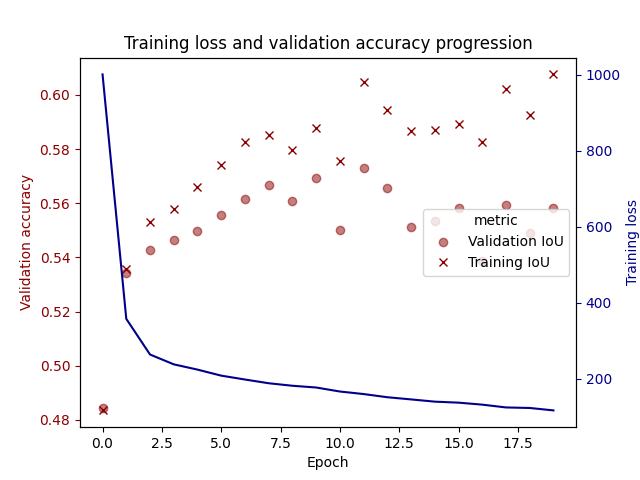 Training loss and validation accuracy progression
Validation accuracy
0.60
0.58
0.56
0.54
0.52
0.50
0.48
1000
800
600
400
200
Training loss
metric
Validation IoU
Training IoU
0.0 2.5 5.0 7.5 10.0 12.5 15.0 17.5
Epoch